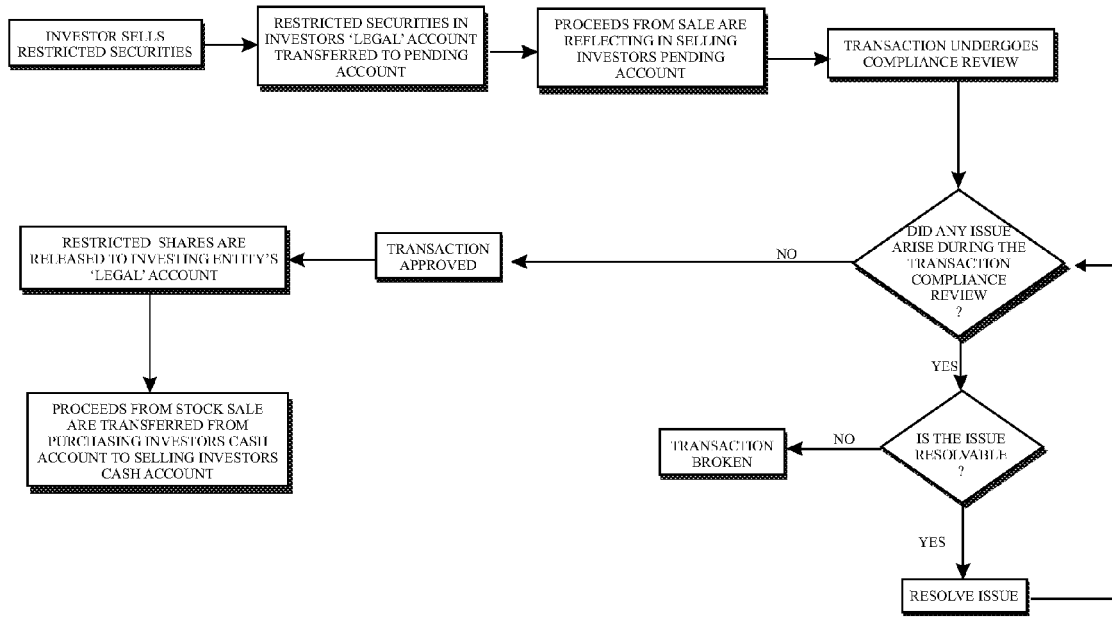 INVESTOR SELLS
RESTRICTED SECURITIES
RESTRICTED SECURITIES IN
INVESTORS ‘LEGAL’ ACCOUNT
TRANSFERRED TO PENDING
ACCOUNT
PROCEEDS FROM SALE ARE
REFLECTING IN SELLING
INVESTORS PENDING
ACCOUNT
TRANSACTION UNDERGOES
COMPLIANCE REVIEW
DID ANY ISSUE
ARISE DURING THE
TRANSACTION
COMPLIANCE
REVIEW
?
NO
TRANSACTION
APPROVED
RESTRICTED SHARES ARE
RELEASED TO INVESTING ENTITY’S
‘LEGAL’ ACCOUNT
PROCEEDS FROM STOCK SALE
ARE TRANSFERRED FROM
PURCHASING INVESTORS CASH
ACCOUNT TO SELLING INVESTORS
CASH ACCOUNT
YES
IS THE ISSUE
RESOLVABLE
?
NO
TRANSACTION
BROKEN
YES
RESOLVE ISSUE